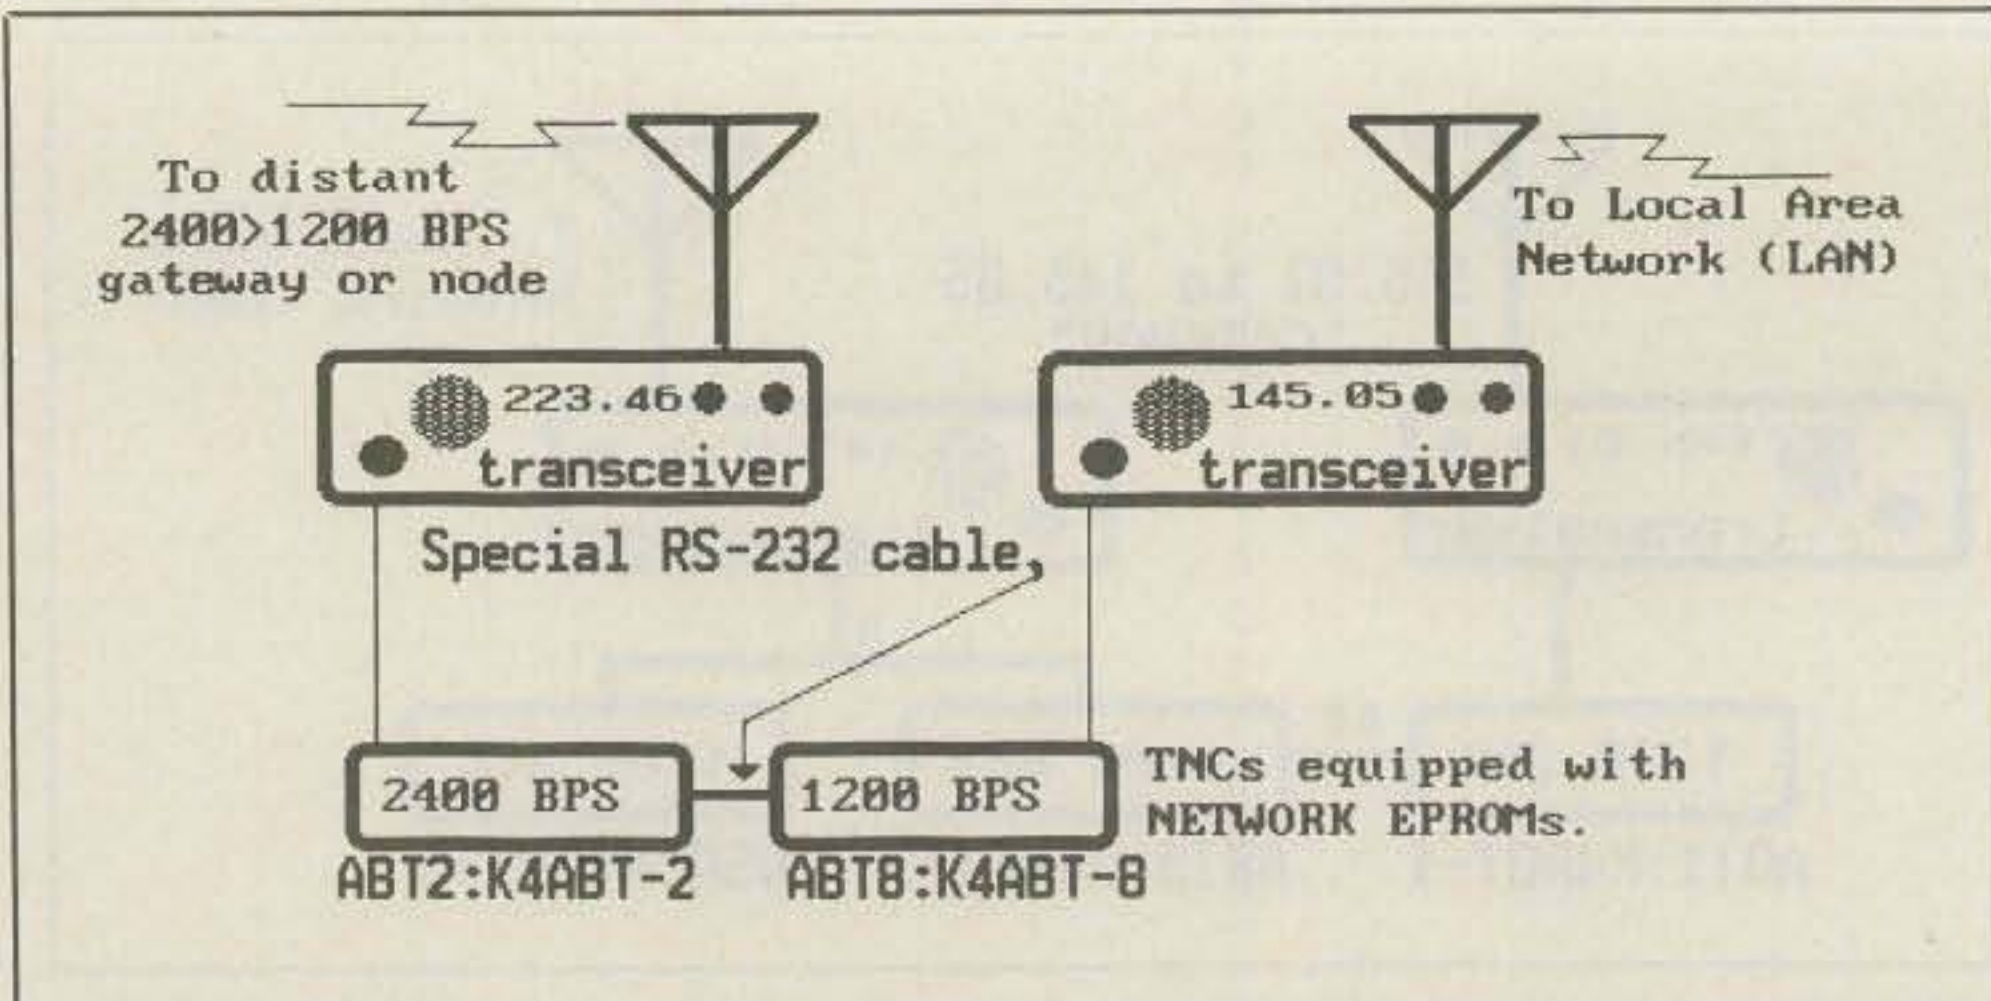 To distant
2400>1200 BPS
gateway or node
To Local Area
Network (LAN)
223.46
transceiver
145.05
transceiver
Special RS-232 cable
2400 BPS
1200 BPS
TNCs equipped with
NETWORK EPROMs.
ABT2:K4ABT-2
ABT8:K4ABT-8